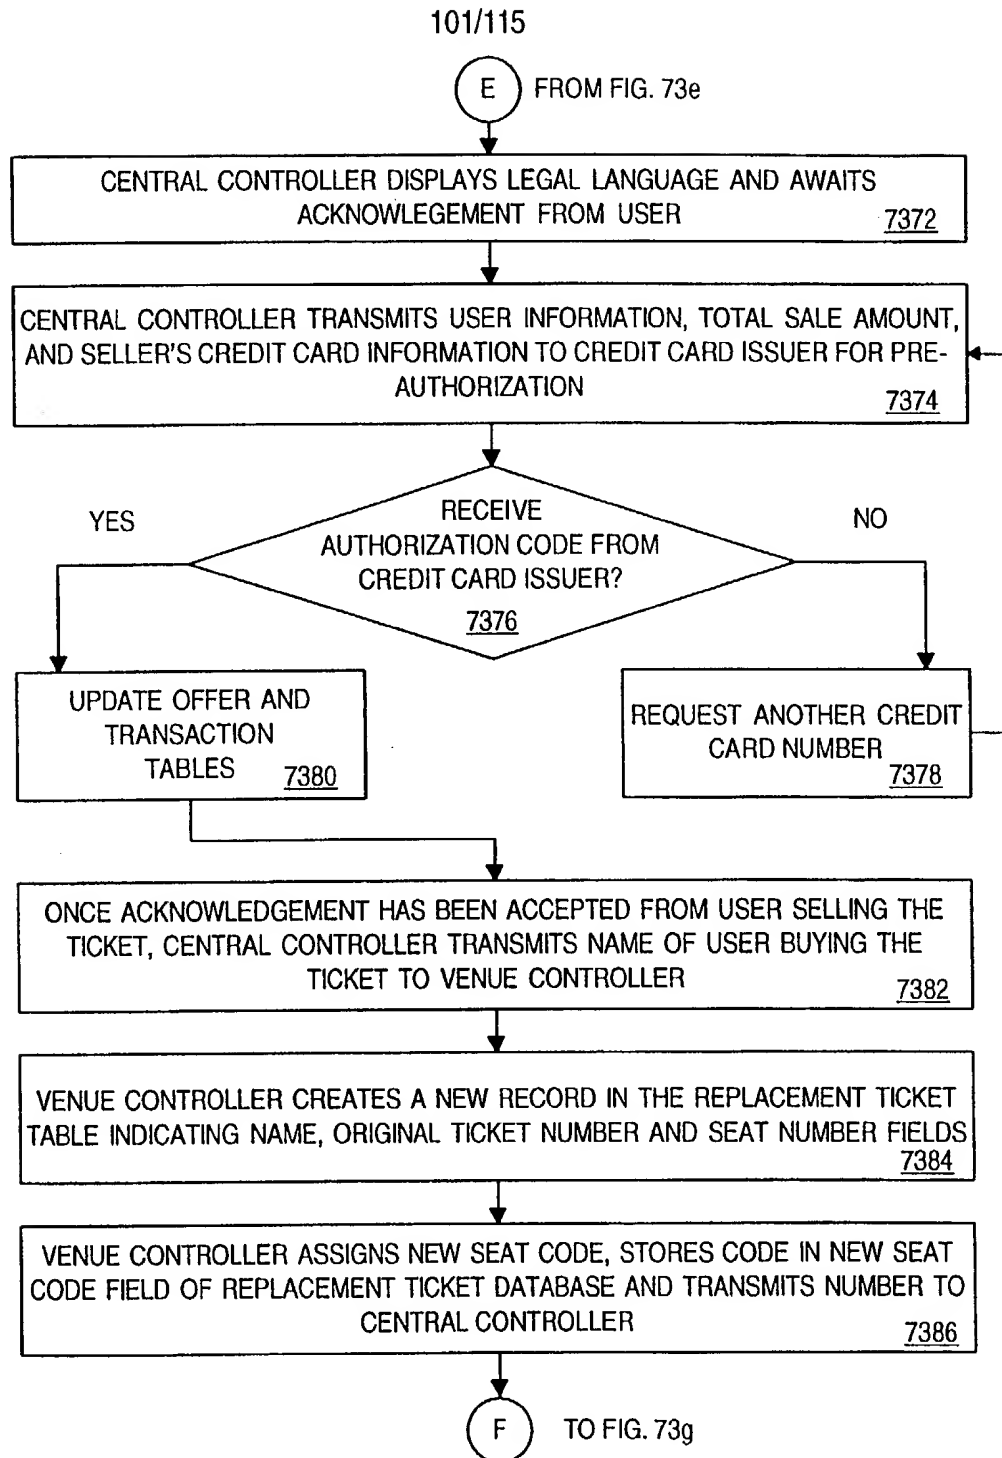 101/115
E FROM FIG. 73e
CENTRAL CONTROLLER DISPLAYS LEGAL LANGUAGE AND AWAITS
ACKNOWLEGEMENT FROM USER
7372
CENTRAL CONTROLLER TRANSMITS USER INFORMATION, TOTAL SALE AMOUNT,
AND SELLER'S CREDIT CARD INFORMATION TO CREDIT CARD ISSUER FOR PRE-
AUTHORIZATION
7374
YES
RECEIVE
AUTHORIZATION CODE FROM
CREDIT CARD ISSUER?
7376
NO
UPDATE OFFER AND
TRANSACTION
TABLES
7380
REQUEST ANOTHER CREDIT
CARD NUMBER
7378
ONCE ACKNOWLEDGEMENT HAS BEEN ACCEPTED FROM USER SELLING THE
TICKET, CENTRAL CONTROLLER TRANSMITS NAME OF USER BUYING THE
TICKET TO VENUE CONTROLLER
7382
VENUE CONTROLLER CREATES A NEW RECORD IN THE REPLACEMENT TICKET
TABLE INDICATING NAME, ORIGINAL TICKET NUMBER AND SEAT NUMBER FIELDS
7384
VENUE CONTROLLER ASSIGNS NEW SEAT CODE, STORES CODE IN NEW SEAT
CODE FIELD OF REPLACEMENT TICKET DATABASE AND TRANSMITS NUMBER TO
CENTRAL CONTROLLER
7386
F TO FIG. 73g